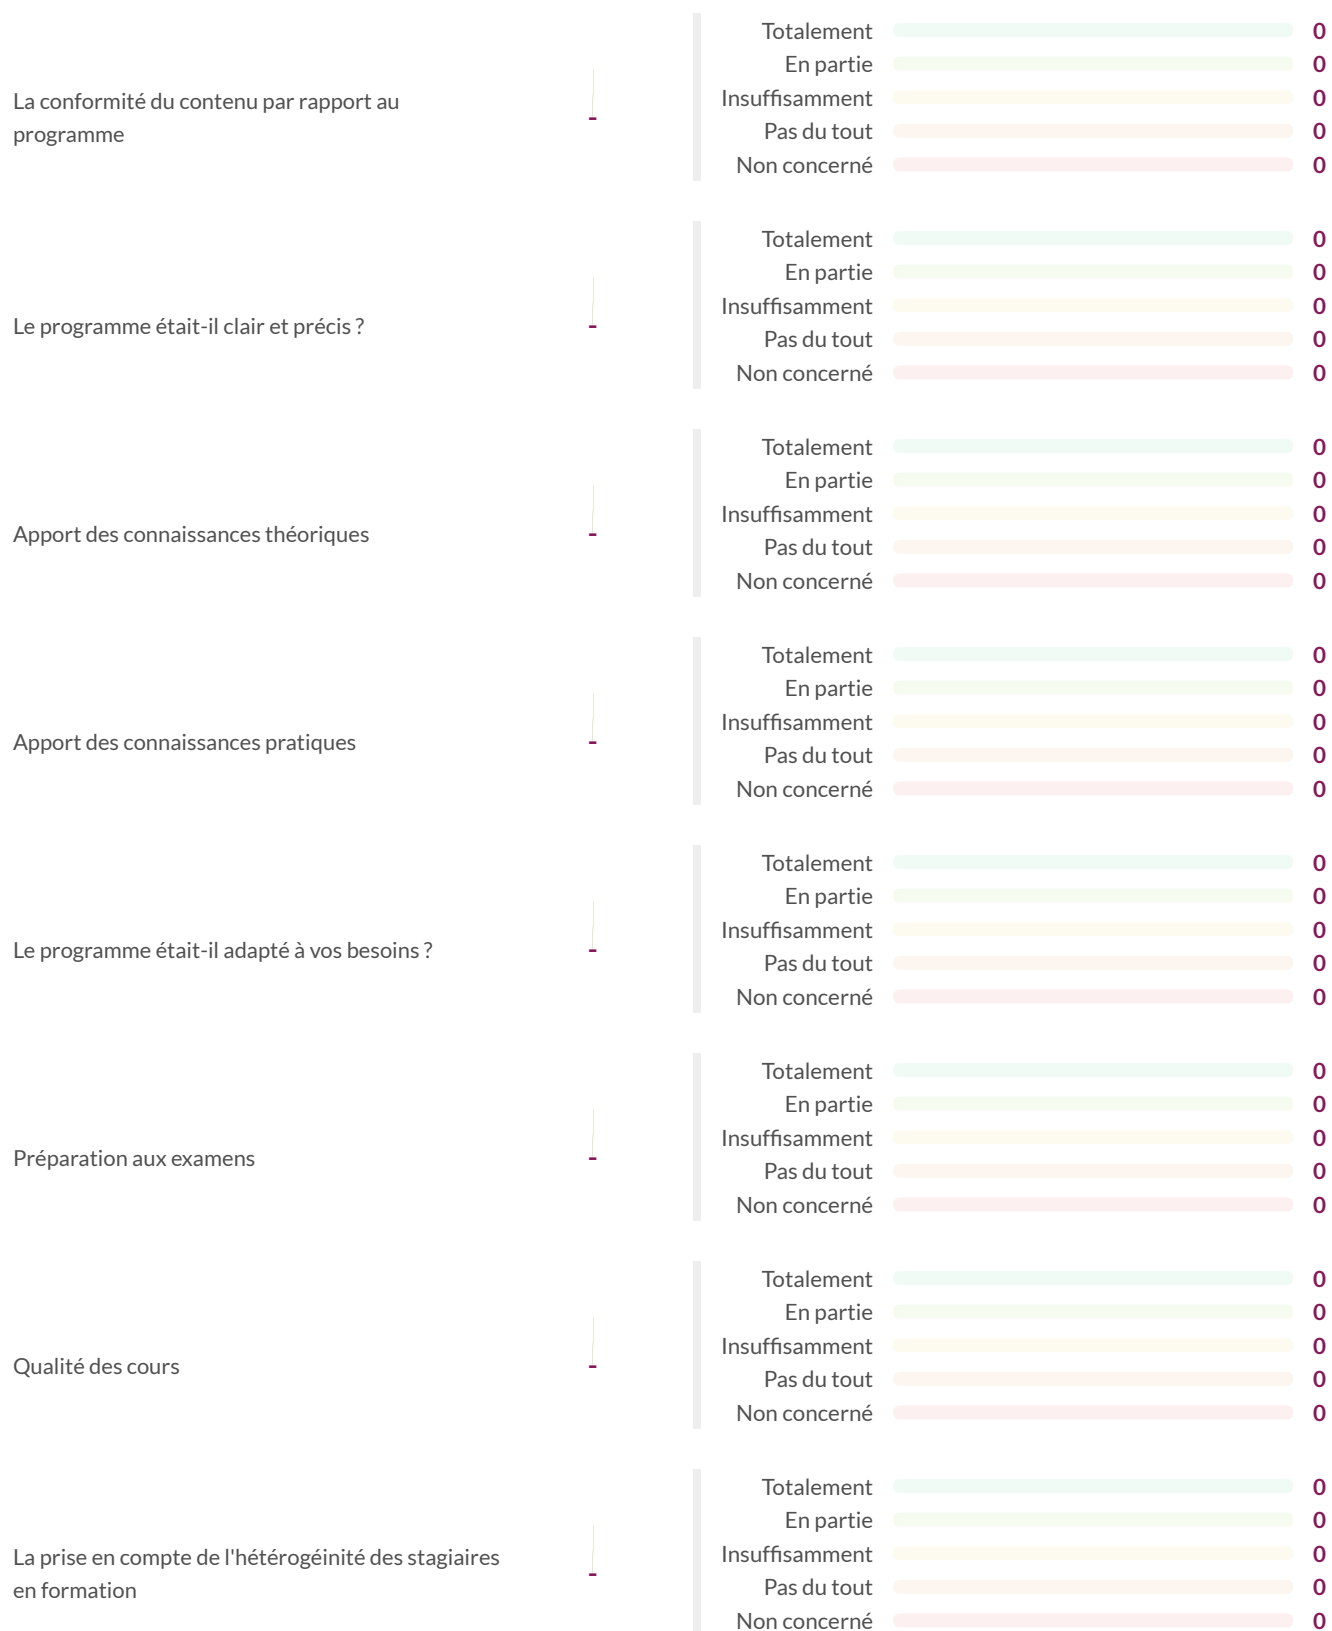 La conformité du contenu par rapport au
programme
-
Totalement 0
En partie 0
Insuffisamment 0
Pas du tout 0
Non concerné 0
Le programme était-il clair et précis ?
-
Totalement 0
En partie 0
Insuffisamment 0
Pas du tout 0
Non concerné 0
Apport des connaissances théoriques
-
Totalement 0
En partie 0
Insuffisamment 0
Pas du tout 0
Non concerné 0
Apport des connaissances pratiques
-
Totalement 0
En partie 0
Insuffisamment 0
Pas du tout 0
Non concerné 0
Le programme était-il adapté à vos besoins ?
-
Totalement 0
En partie 0
Insuffisamment 0
Pas du tout 0
Non concerné 0
Préparation aux examens
-
Totalement 0
En partie 0
Insuffisamment 0
Pas du tout 0
Non concerné 0
Qualité des cours
-
Totalement 0
En partie 0
Insuffisamment 0
Pas du tout 0
Non concerné 0
La prise en compte de l'hétérogéinité des stagiaires
en formation
-
Totalement 0
En partie 0
Insuffisamment 0
Pas du tout 0
Non concerné 0